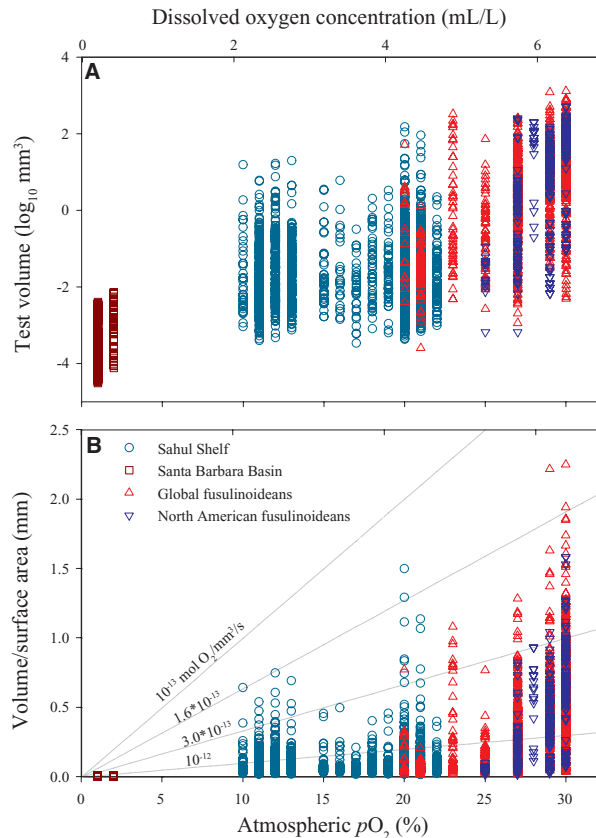 Dissolved oxygen concentration (mL/L)
0 2 4 6
A
4
2
0
-2
-4
Test volume (log10 mm³)
B
2.5
2.0
1.5
1.0
0.5
0.0
Volume/surface area (mm)
Sahul Shelf
Santa Barbara Basin
Global fusulinoideans
North American fusulinoideans
10⁻¹³ mol O₂/mm³/s
1.6*10⁻¹³
3.0*10⁻¹³
10⁻¹²
0 5 10 15 20 25 30
Atmospheric pO₂ (%)